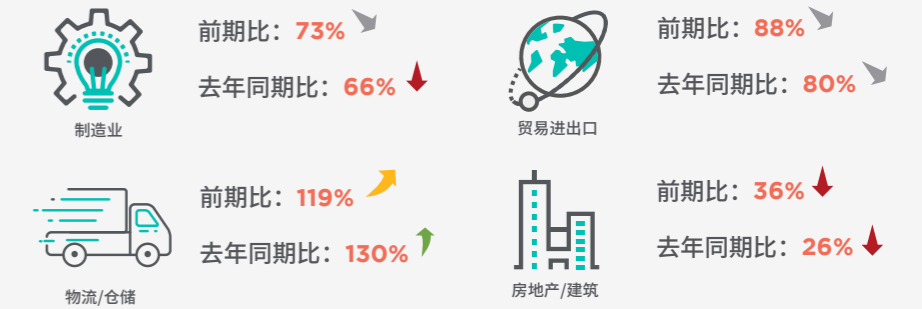 前期比：73%
去年同期比：66%
制造业
前期比：88%
去年同期比：80%
贸易进出口
前期比：119%
去年同期比：130%
物流/仓储
前期比：36%
去年同期比：26%
房地产/建筑